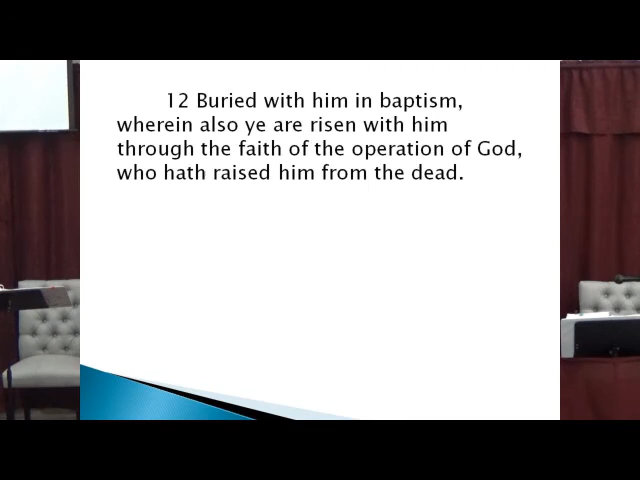 12 Buried with him in baptism,
wherein also ye are risen with him
through the faith of the operation of God,
who hath raised him from the dead.